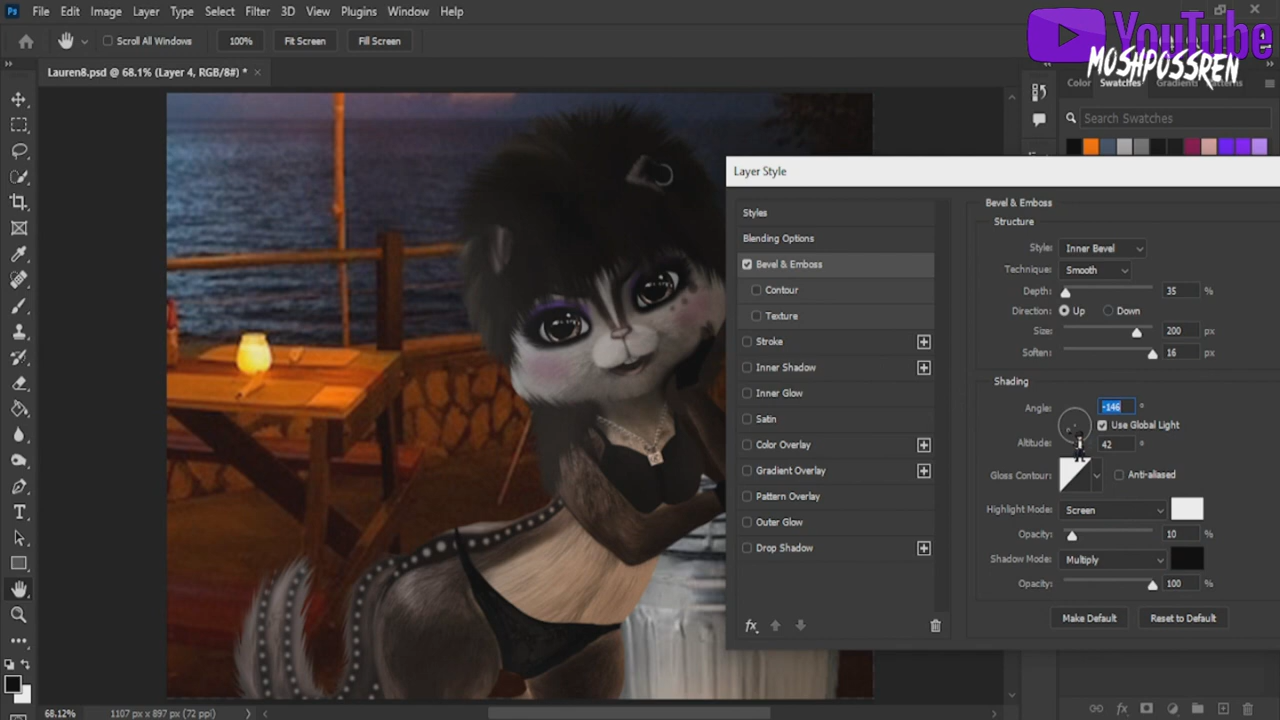 Ps File Edit Image Layer Type Select Filter 3D View Plugins Window Help
YouTube
MOSHPOSSREN
Scroll All Windows 100% Fit Screen Fill Screen
Lauren8.psd @ 68.1% (Layer 4, RGB/8#) * ×
Color Swatches Gradients Patterns
Search Swatches
Layer Style
Styles
Blending Options
Bevel & Emboss
Contour
Texture
Stroke
Inner Shadow
Inner Glow
Satin
Color Overlay
Gradient Overlay
Pattern Overlay
Outer Glow
Drop Shadow
fx
Bevel & Emboss
Structure
Style: Inner Bevel
Technique: Smooth
Depth: 35 %
Direction: Up Down
Size: 200 px
Soften: 16 px
Shading
Angle: -146 °
Use Global Light
Altitude: 42 °
Gloss Contour: Anti-aliased
Highlight Mode: Screen
Opacity: 10 %
Shadow Mode: Multiply
Opacity: 100 %
Make Default Reset to Default
68.12% 1107 px x 897 px (72 ppi)
fx